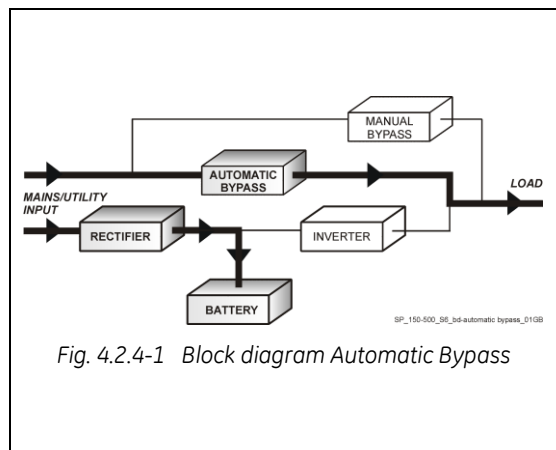 MANUAL
BYPASS
AUTOMATIC
BYPASS
LOAD
MAINS/UTILITY
INPUT
RECTIFIER
INVERTER
BATTERY
SP_150-500_S6_bd-automatic bypass_01GB
Fig. 4.2.4-1 Block diagram Automatic Bypass